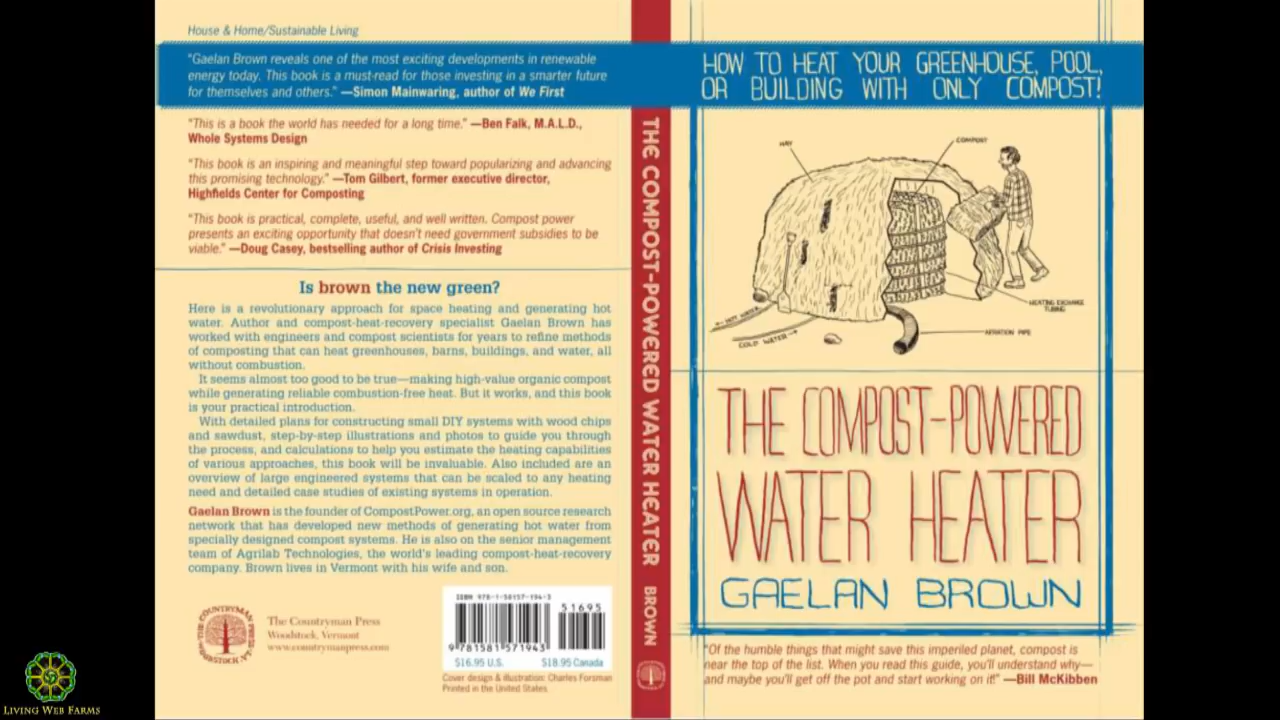 House & Home/Sustainable Living
"Gaelan Brown reveals one of the most exciting developments in renewable
energy today. This book is a must-read for those investing in a smarter future
for themselves and others." —Simon Mainwaring, author of We First
"This is a book the world has needed for a long time." —Ben Falk, M.A.L.D.,
Whole Systems Design
"This book is an inspiring and meaningful step toward popularizing and advancing
this promising technology." —Tom Gilbert, former executive director,
Highfields Center for Composting
"This book is practical, complete, useful, and well written. Compost power
presents an exciting opportunity that doesn't need government subsidies to be
viable." —Doug Casey, bestselling author of Crisis Investing
Is brown the new green?
Here is a revolutionary approach for space heating and generating hot
water. Author and compost-heat-recovery specialist Gaelan Brown has
worked with engineers and compost scientists for years to refine methods
of composting that can heat greenhouses, barns, buildings, and water, all
without combustion.
It seems almost too good to be true—making high-value organic compost
while generating reliable combustion-free heat. But it works, and this book
is your practical introduction.
With detailed plans for constructing small DIY systems with wood chips
and sawdust, step-by-step illustrations and photos to guide you through
the process, and calculations to help you estimate the heating capabilities
of various approaches, this book will be invaluable. Also included are an
overview of large engineered systems that can be scaled to any heating
need and detailed case studies of existing systems in operation.
Gaelan Brown is the founder of CompostPower.org, an open source research
network that has developed new methods of generating hot water from
specially designed compost systems. He is also on the senior management
team of Agrilab Technologies, the world's leading compost-heat-recovery
company. Brown lives in Vermont with his wife and son.
THE COUNTRYMAN PRESS
WOODSTOCK, VT.
The Countryman Press
Woodstock, Vermont
www.countrymanpress.com
ISBN 978-1-58157-194-3
51695
9 781581 571943
$16.95 U.S. $18.95 Canada
Cover design & illustration: Charles Forsman
Printed in the United States
THE COMPOST-POWERED WATER HEATER BROWN
HOW TO HEAT YOUR GREENHOUSE, POOL,
OR BUILDING WITH ONLY COMPOST!
HAY
COMPOST
HEATING EXCHANGE
TUBING
HOT WATER
COLD WATER
AERATION PIPE
THE COMPOST-POWERED
WATER HEATER
GAELAN BROWN
"Of the humble things that might save this imperiled planet, compost is
near the top of the list. When you read this guide, you'll understand why—
and maybe you'll get off the pot and start working on it!" —Bill McKibben
LIVING WEB FARMS